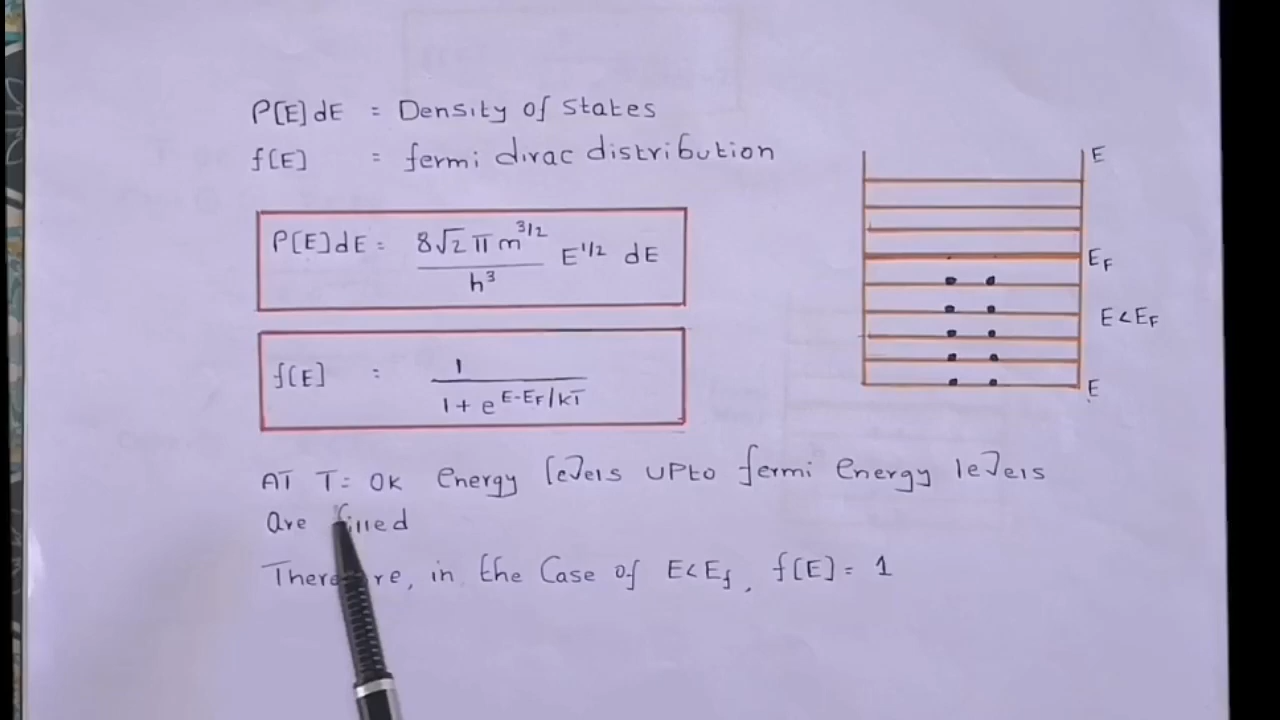 P[E]dE = Density of states
f[E] = fermi dirac distribution
P[E]dE = 8√2 π m^3/2 / h^3 E^1/2 dE
f[E] = 1 / 1 + e^E-EF/kT
E
EF
E<EF
E
AT T= 0K energy levels upto fermi energy levels
are filled
Therefore, in the Case of E<Ef, f[E]= 1